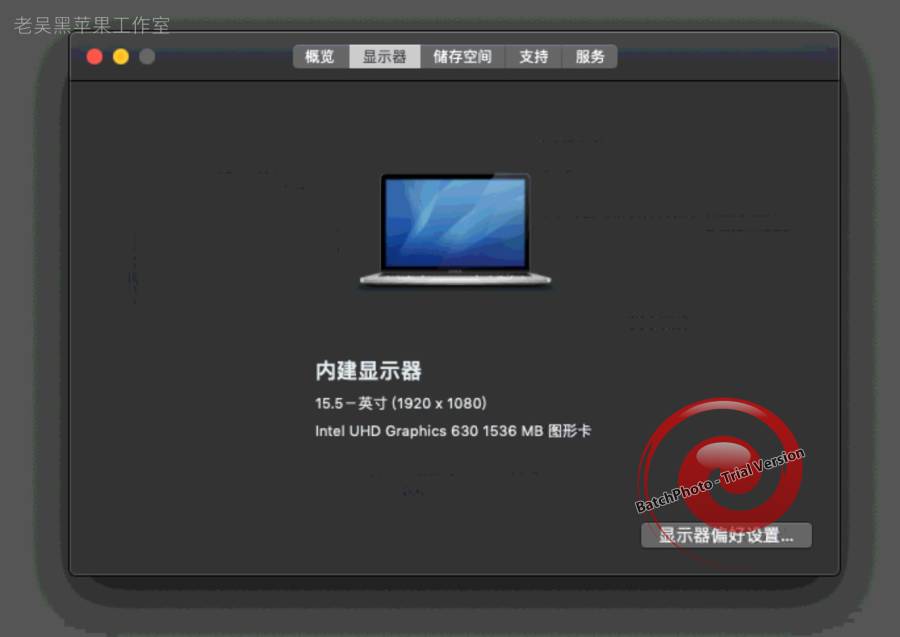 老吴黑苹果工作室
概览 显示器 储存空间 支持 服务
内建显示器
15.5－英寸 (1920 x 1080)
Intel UHD Graphics 630 1536 MB 图形卡
BatchPhoto - Trial Version
显示器偏好设置...